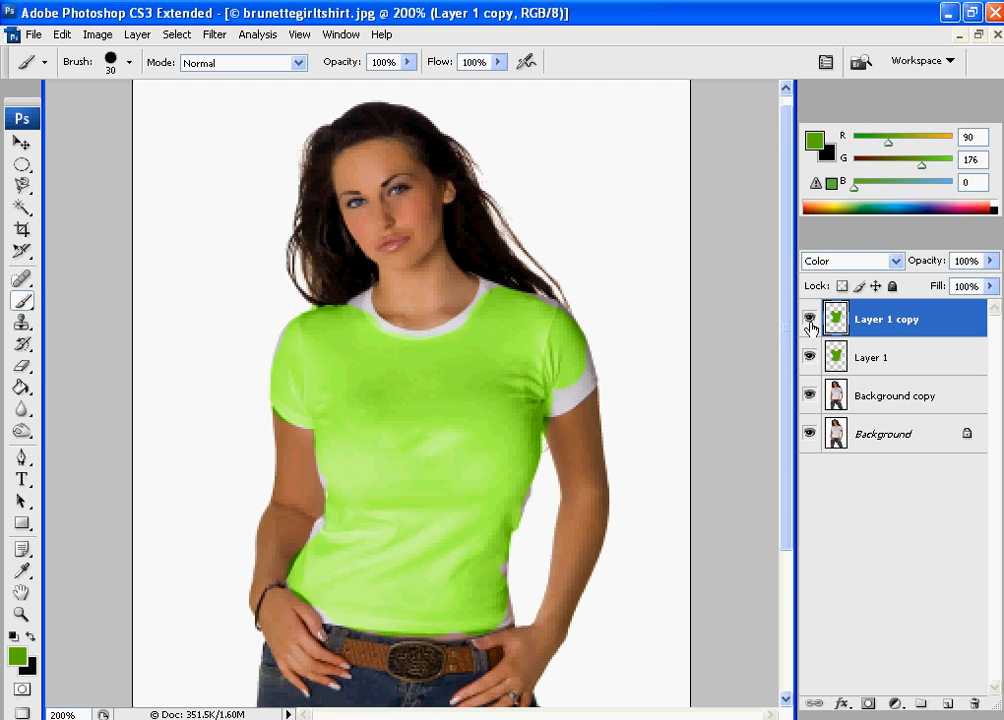 Adobe Photoshop CS3 Extended - [© brunettegirltshirt.jpg @ 200% (Layer 1 copy, RGB/8)]
File Edit Image Layer Select Filter Analysis View Window Help
Brush: 30 Mode: Normal Opacity: 100% Flow: 100% Workspace
Ps
R 90
G 176
B 0
Color Opacity: 100%
Lock: Fill: 100%
Layer 1 copy
Layer 1
Background copy
Background
200% © Doc: 351.5K/1.60M